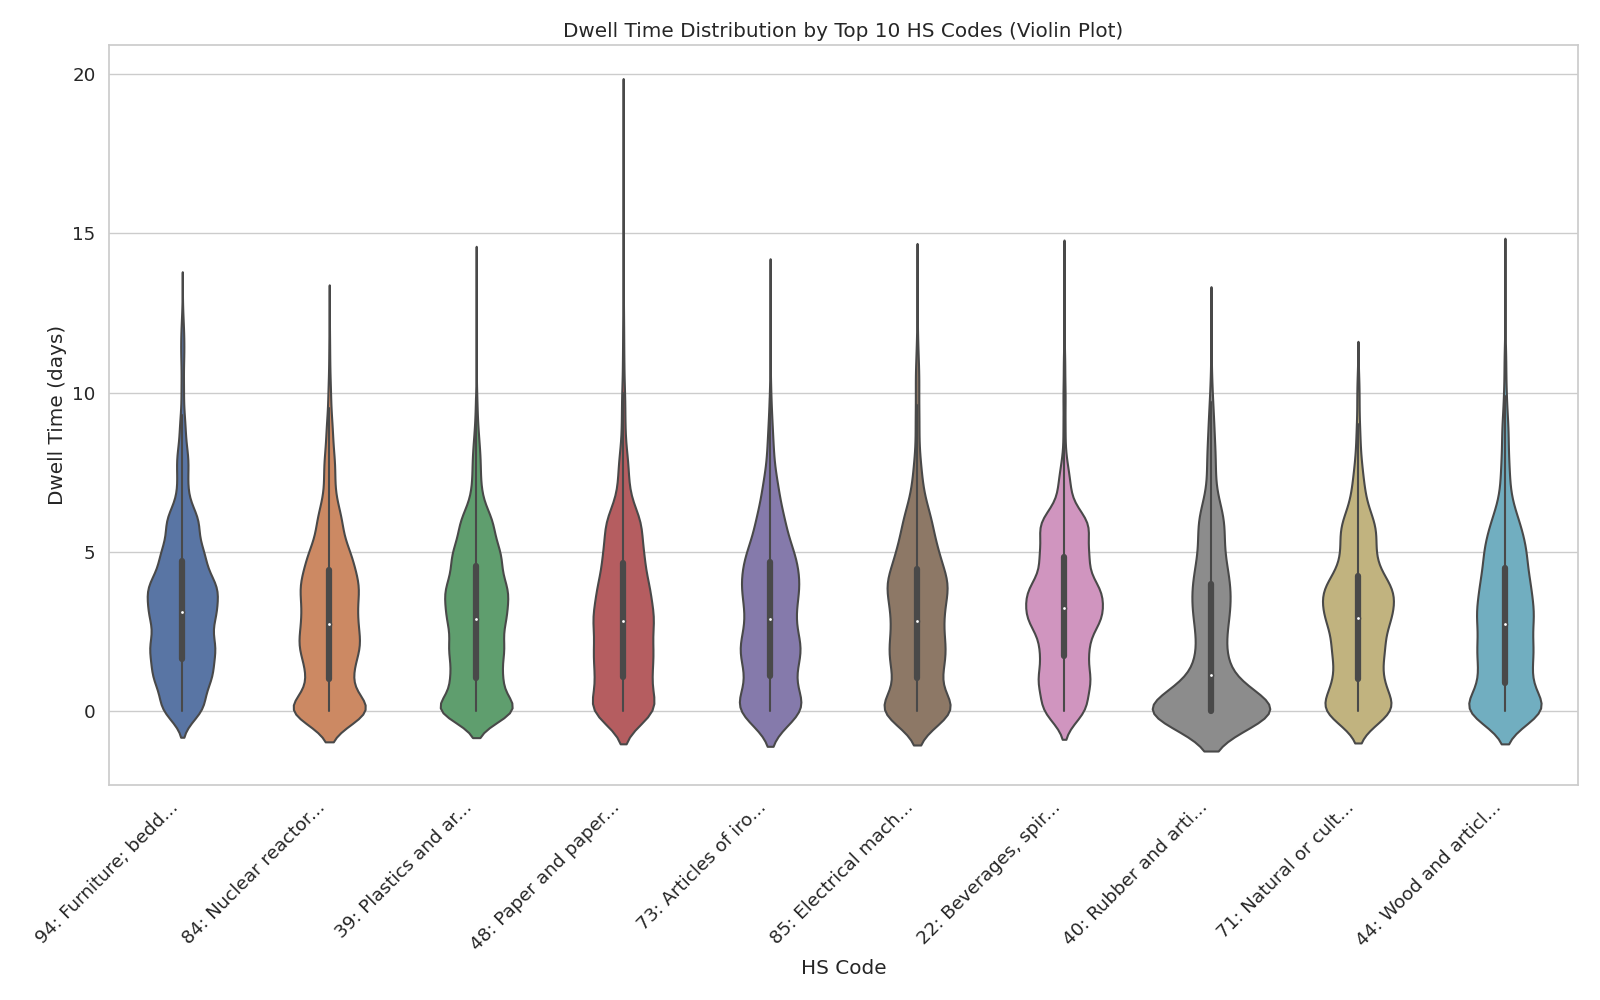 Dwell Time Distribution by Top 10 HS Codes (Violin Plot)
Dwell Time (days)
20
15
10
5
0
94: Furniture; bedd...
84: Nuclear reactor...
39: Plastics and ar...
48: Paper and paper...
73: Articles of iro...
85: Electrical mach...
22: Beverages, spir...
40: Rubber and arti...
71: Natural or cult...
44: Wood and articl...
HS Code